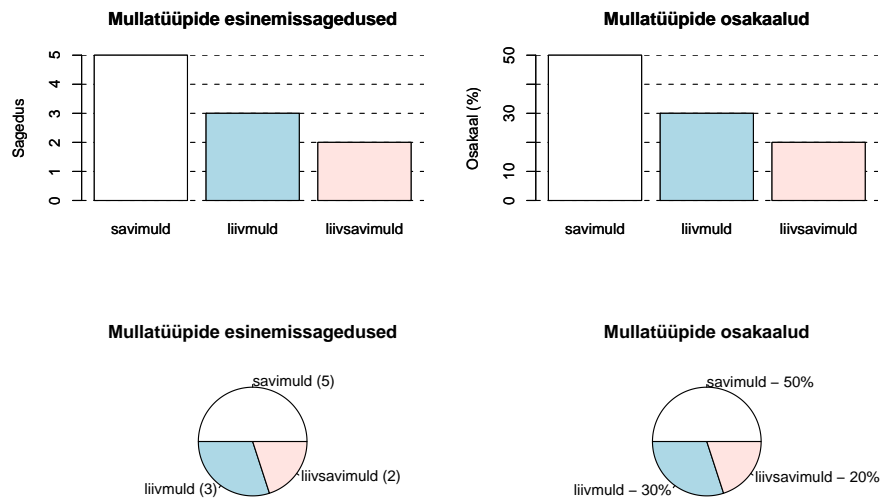 Mullatüüpide esinemissagedused
Sagedus
0 1 2 3 4 5
savimuld liivmuld liivsavimuld
Mullatüüpide osakaalud
Osakaal (%)
0 10 30 50
savimuld liivmuld liivsavimuld
Mullatüüpide esinemissagedused
savimuld (5)
liivmuld (3)
liivsavimuld (2)
Mullatüüpide osakaalud
savimuld – 50%
liivmuld – 30%
liivsavimuld – 20%